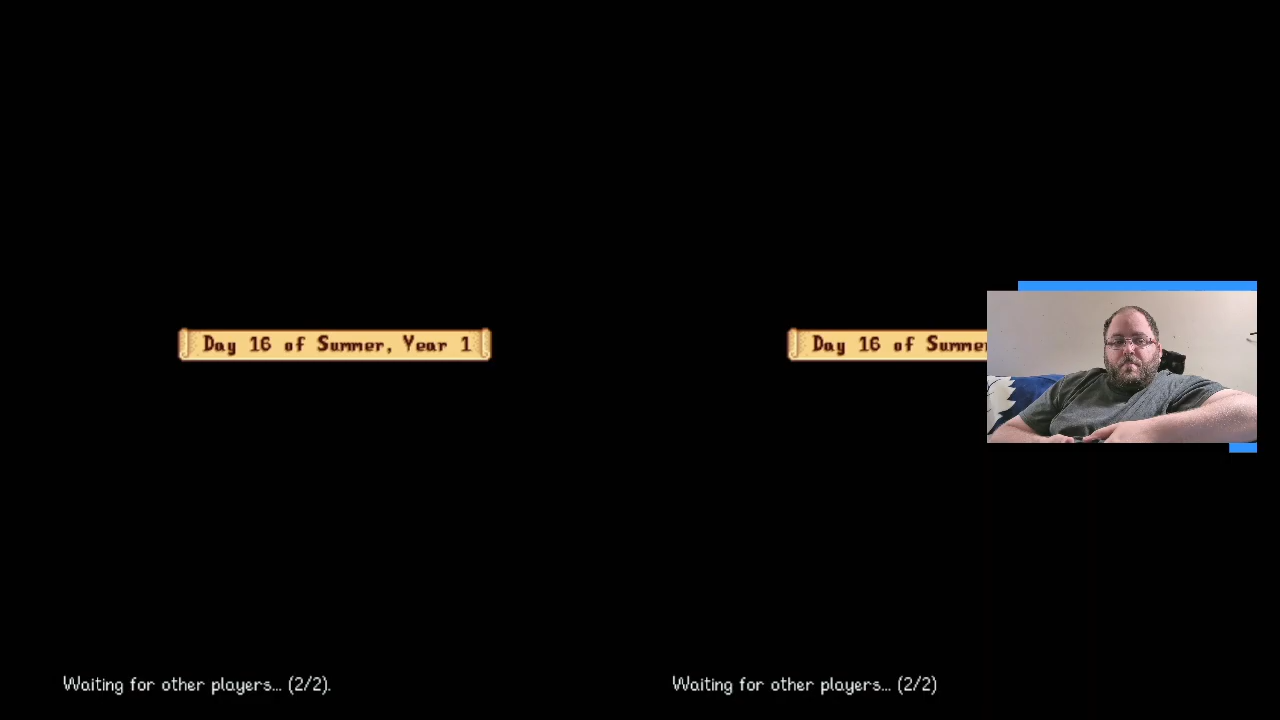 Day 16 of Summer, Year 1
Day 16 of Summer
Waiting for other players... (2/2).
Waiting for other players... (2/2)